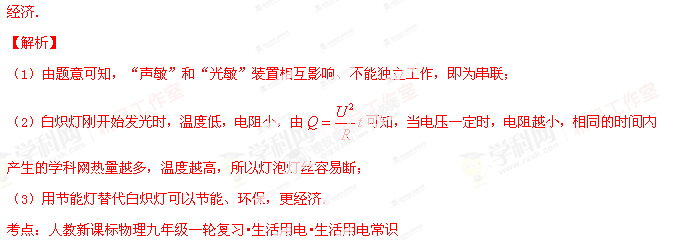 经济.
【解析】
（1）由题意可知，“声敏”和“光敏”装置相互影响、不能独立工作，即为串联；
（2）白炽灯刚开始发光时，温度低，电阻小，由Q=U²/R t可知，当电压一定时，电阻越小，相同的时间内
产生的学科网热量越多，温度越高，所以灯泡灯丝容易断；
（3）用节能灯替代白炽灯可以节能、环保，更经济.
考点：人教新课标物理九年级一轮复习•生活用电•生活用电常识